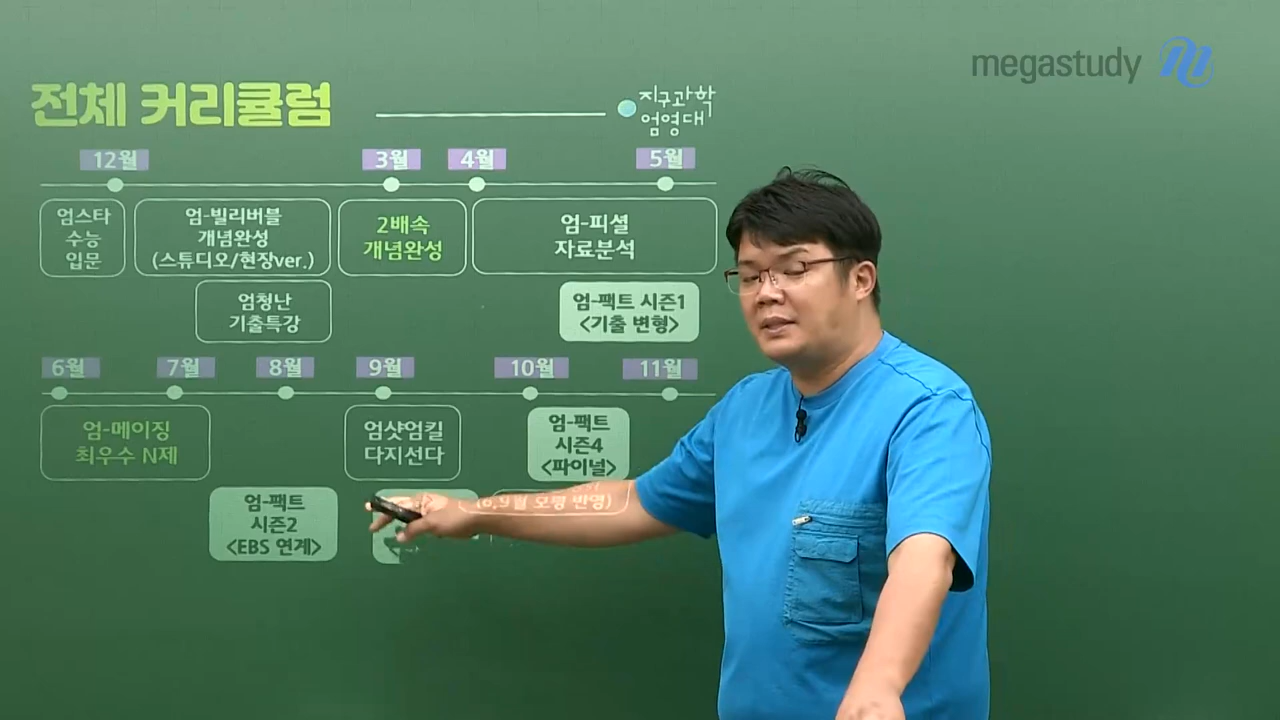 megastudy
전체 커리큘럼
지구과학
엄영대
12월
3월
4월
5월
엄스타
수능
입문
엄-빌리버블
개념완성
(스튜디오/현장ver.)
2배속
개념완성
엄-피셜
자료분석
엄청난
기출특강
엄-팩트 시즌1
<기출 변형>
6월
7월
8월
9월
10월
11월
엄-메이징
최우수 N제
엄샷엄킬
다지선다
엄-팩트
시즌4
<파이널>
엄-팩트
시즌2
<EBS 연계>
(6,9월 모평 반영)